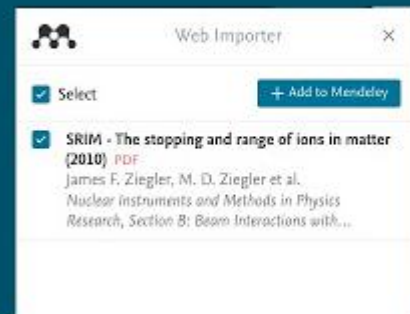 Web Importer ×
Select
+ Add to Mendeley
SRIM - The stopping and range of ions in matter
(2010) PDF
James F. Ziegler, M. D. Ziegler et al.
Nuclear Instruments and Methods in Physics
Research, Section B: Beam Interactions with...